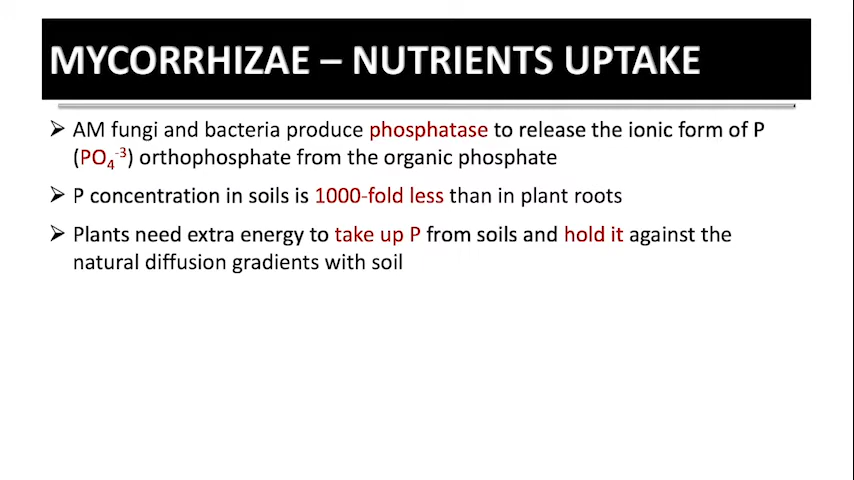 MYCORRHIZAE – NUTRIENTS UPTAKE
➢ AM fungi and bacteria produce phosphatase to release the ionic form of P
(PO₄⁻³) orthophosphate from the organic phosphate
➢ P concentration in soils is 1000-fold less than in plant roots
➢ Plants need extra energy to take up P from soils and hold it against the
natural diffusion gradients with soil